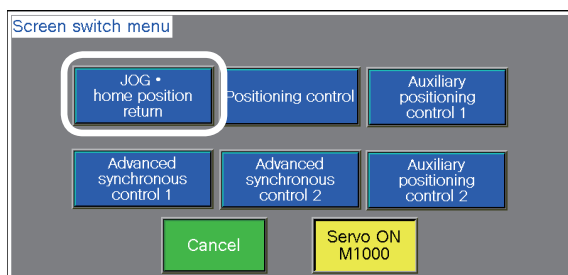 Screen switch menu
JOG •
home position
return
Positioning control
Auxiliary
positioning
control 1
Advanced
synchronous
control 1
Advanced
synchronous
control 2
Auxiliary
positioning
control 2
Cancel
Servo ON
M1000